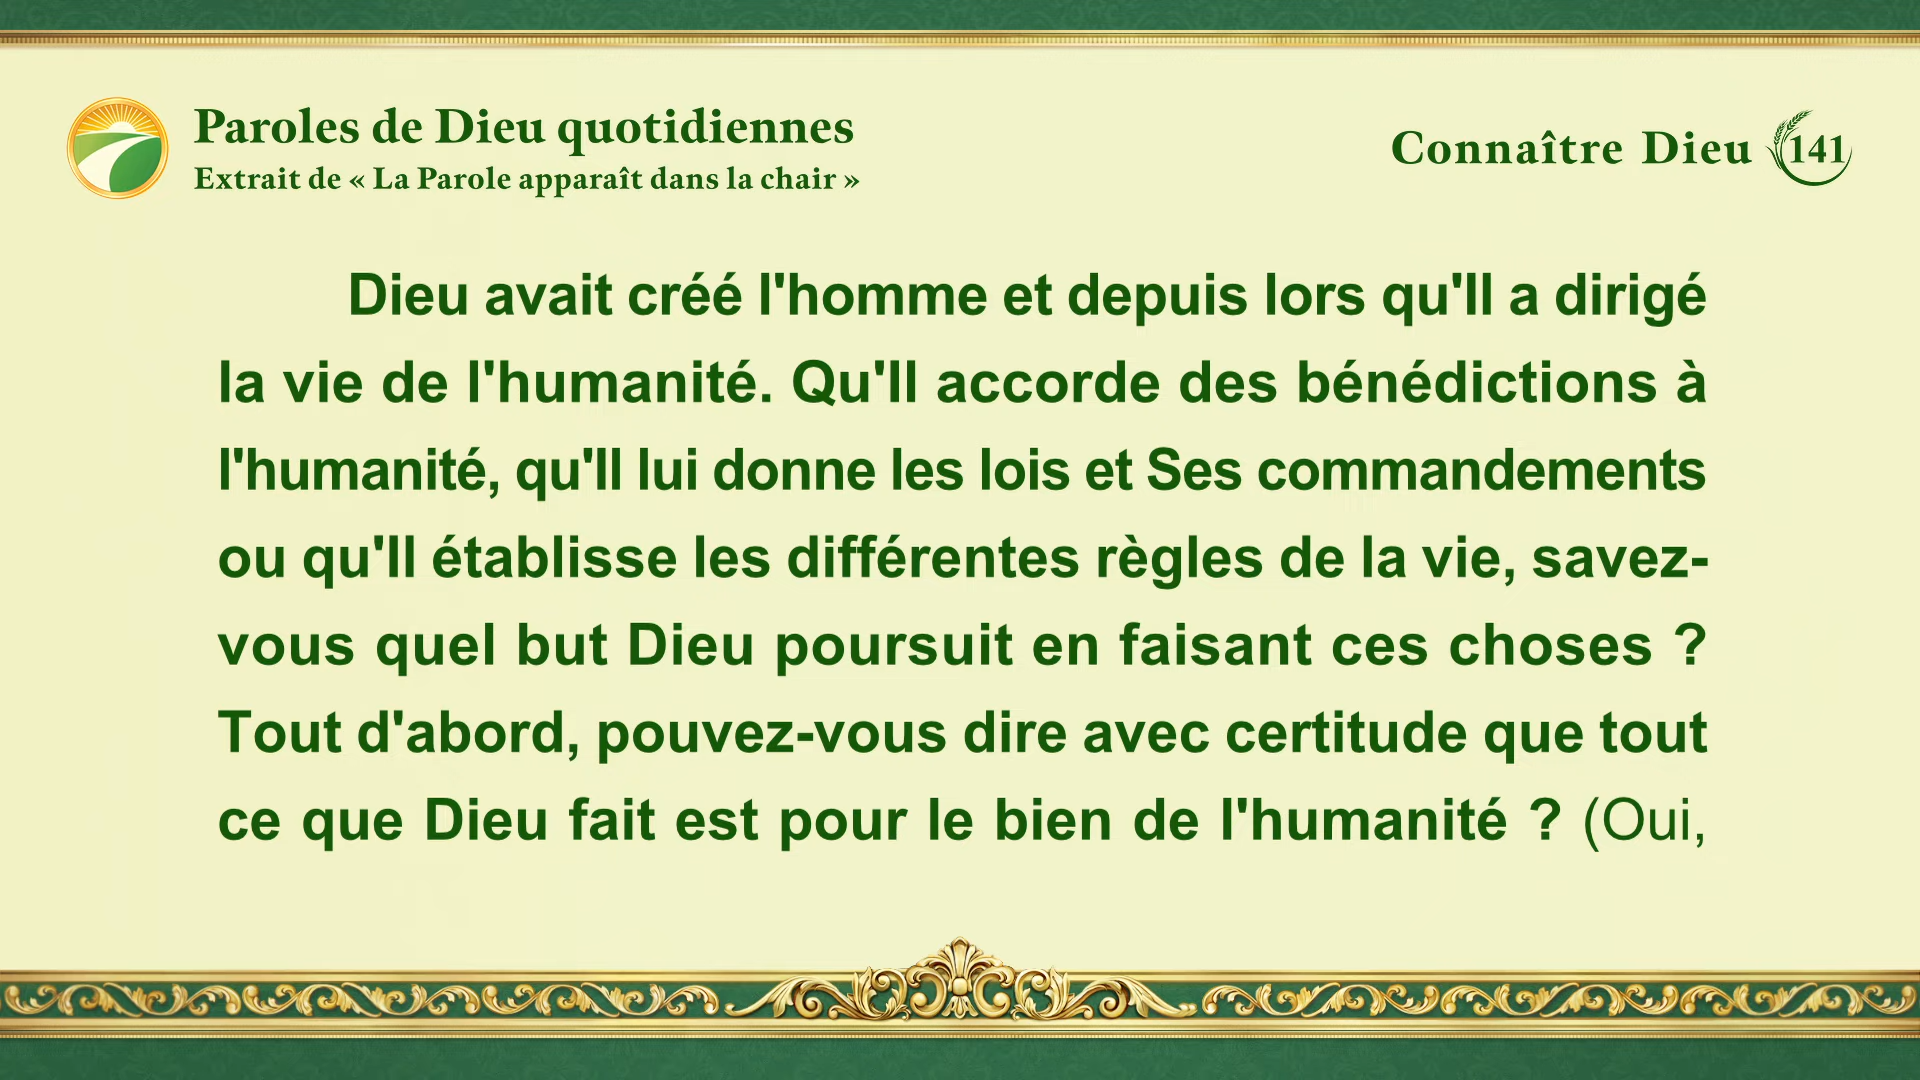 Paroles de Dieu quotidiennes
Extrait de « La Parole apparaît dans la chair »
Connaître Dieu 141
Dieu avait créé l'homme et depuis lors qu'Il a dirigé
la vie de l'humanité. Qu'Il accorde des bénédictions à
l'humanité, qu'Il lui donne les lois et Ses commandements
ou qu'Il établisse les différentes règles de la vie, savez-
vous quel but Dieu poursuit en faisant ces choses ?
Tout d'abord, pouvez-vous dire avec certitude que tout
ce que Dieu fait est pour le bien de l'humanité ? (Oui,